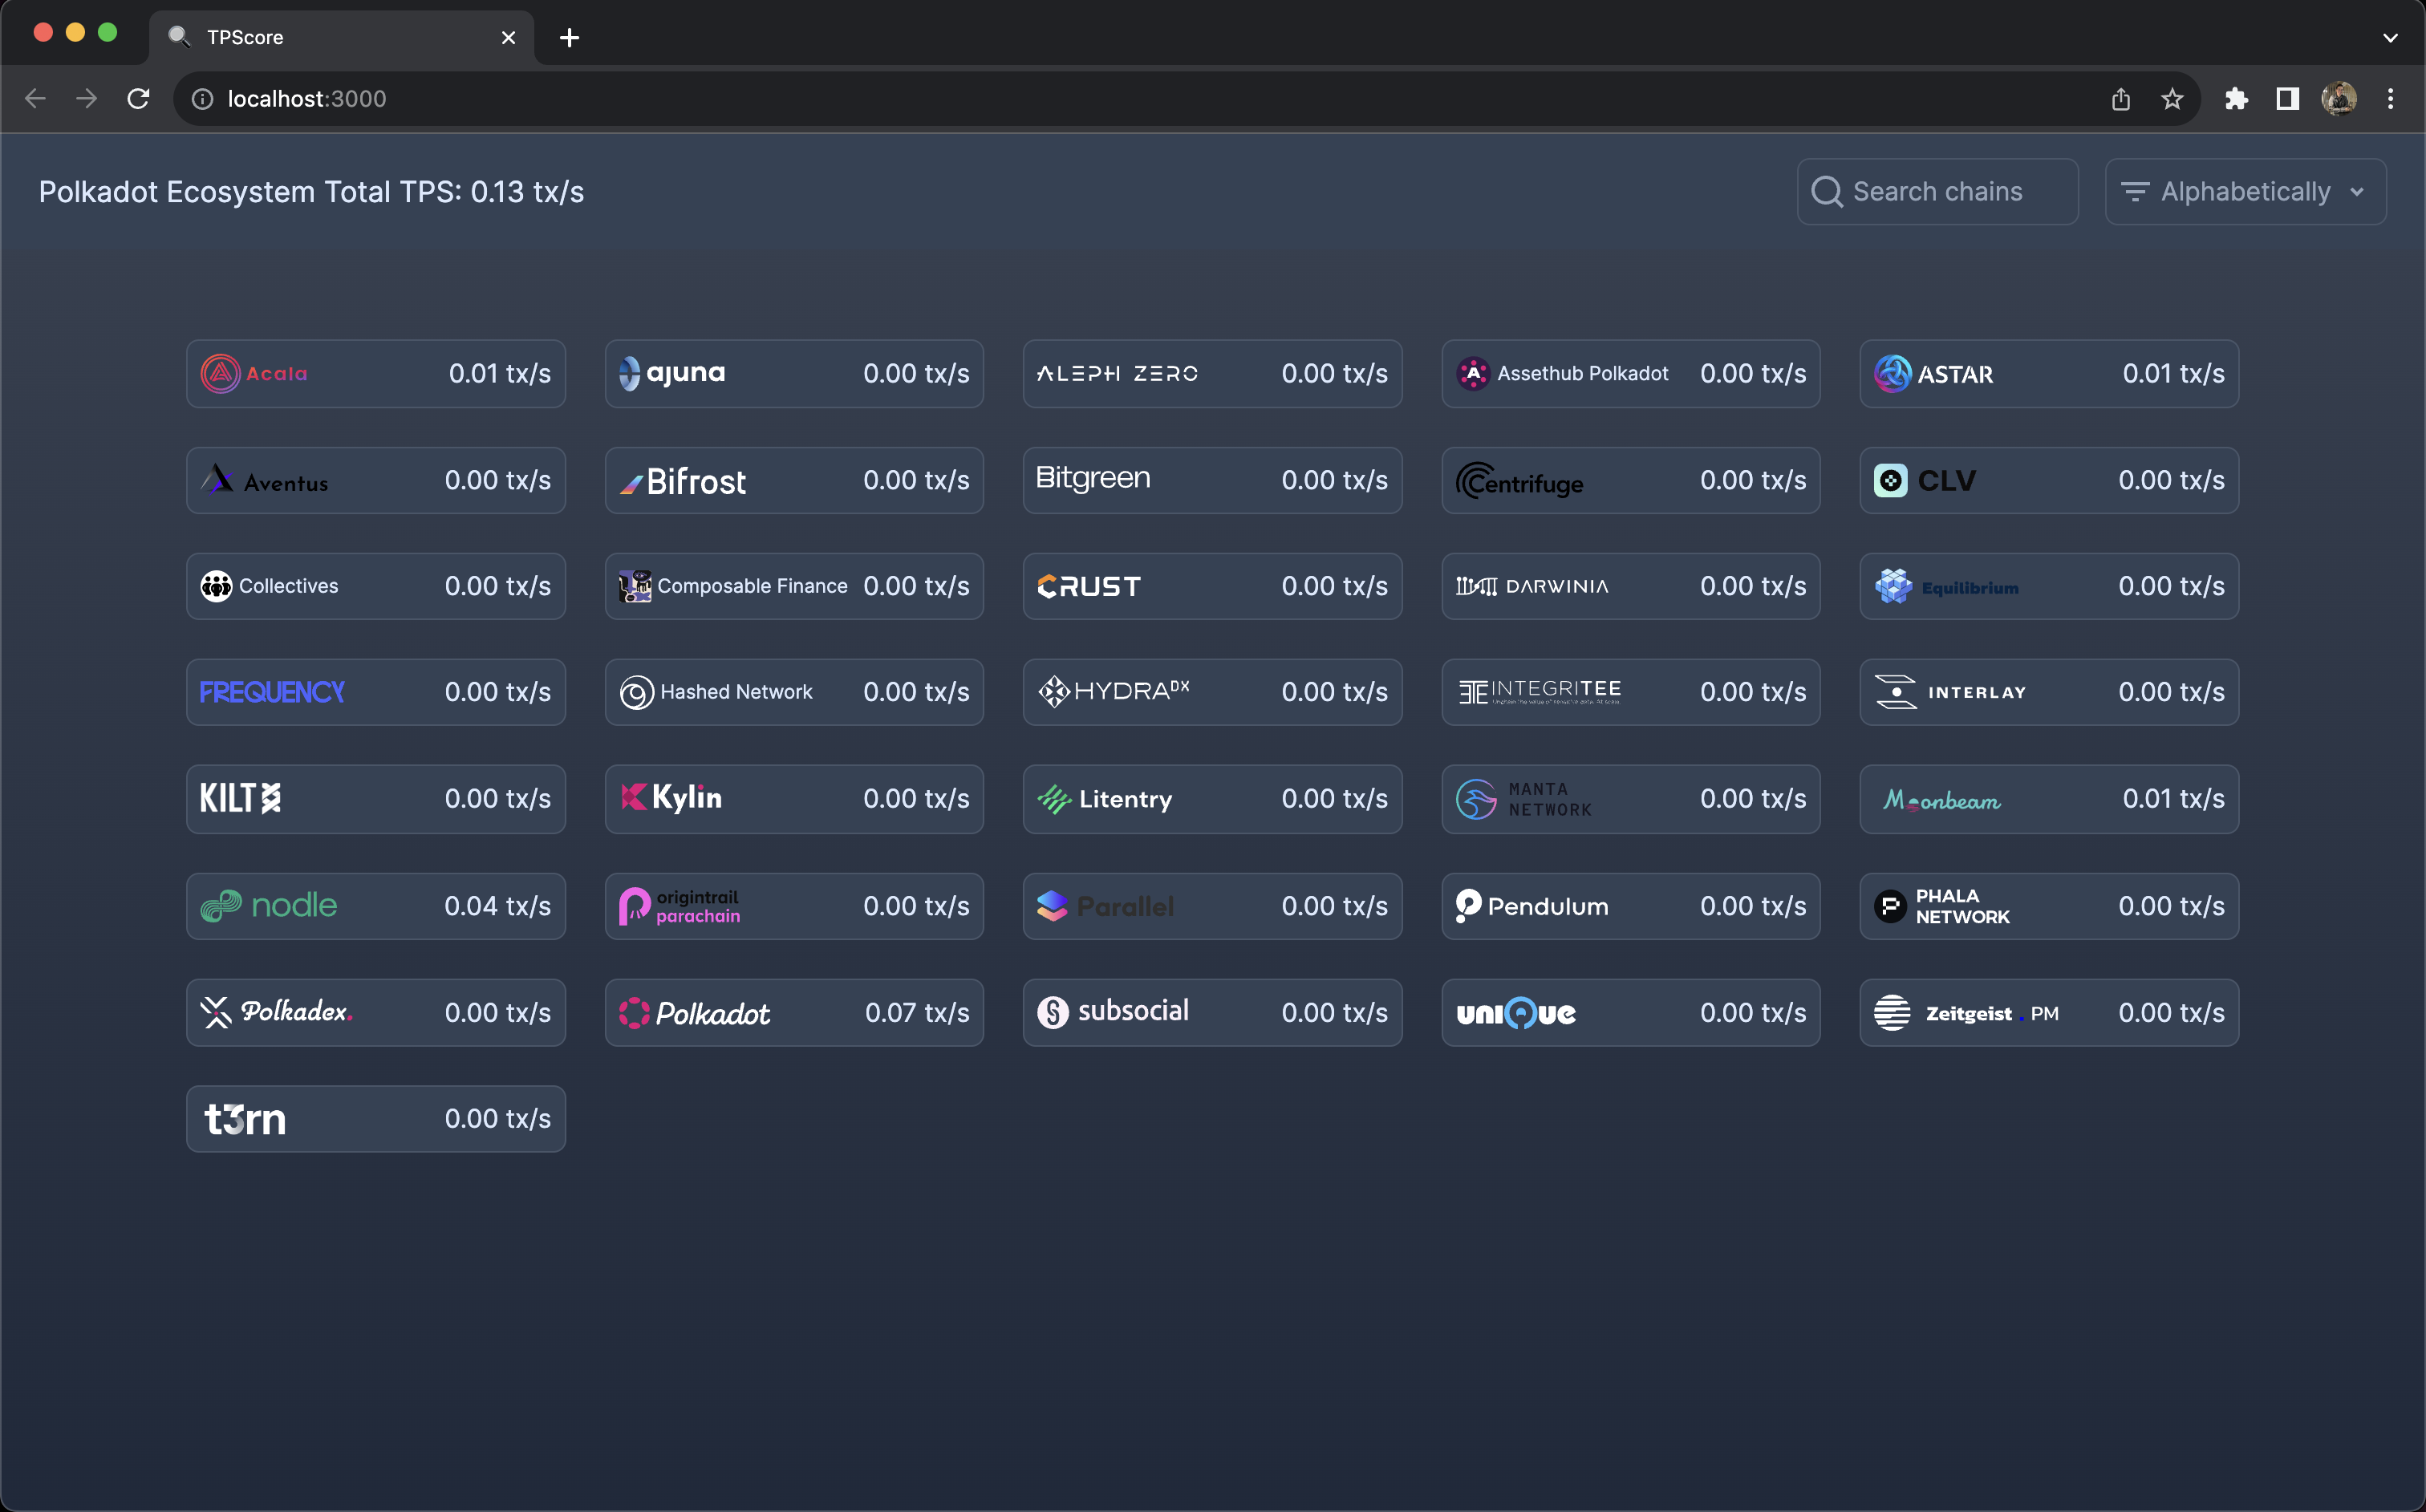 TPScore
localhost:3000
Polkadot Ecosystem Total TPS: 0.13 tx/s
Search chains
Alphabetically
Acala 0.01 tx/s
ajuna 0.00 tx/s
ALEPH ZERO 0.00 tx/s
Assethub Polkadot 0.00 tx/s
ASTAR 0.01 tx/s
Aventus 0.00 tx/s
Bifrost 0.00 tx/s
Bitgreen 0.00 tx/s
Centrifuge 0.00 tx/s
CLV 0.00 tx/s
Collectives 0.00 tx/s
Composable Finance 0.00 tx/s
CRUST 0.00 tx/s
DARWINIA 0.00 tx/s
Equilibrium 0.00 tx/s
FREQUENCY 0.00 tx/s
Hashed Network 0.00 tx/s
HYDRADX 0.00 tx/s
INTEGRITEE 0.00 tx/s
INTERLAY 0.00 tx/s
KILT 0.00 tx/s
Kylin 0.00 tx/s
Litentry 0.00 tx/s
MANTA
NETWORK 0.00 tx/s
Moonbeam 0.01 tx/s
nodle 0.04 tx/s
origintrail
parachain 0.00 tx/s
Parallel 0.00 tx/s
Pendulum 0.00 tx/s
PHALA
NETWORK 0.00 tx/s
Polkadex. 0.00 tx/s
Polkadot 0.07 tx/s
subsocial 0.00 tx/s
uniQue 0.00 tx/s
Zeitgeist . PM 0.00 tx/s
t3rn 0.00 tx/s